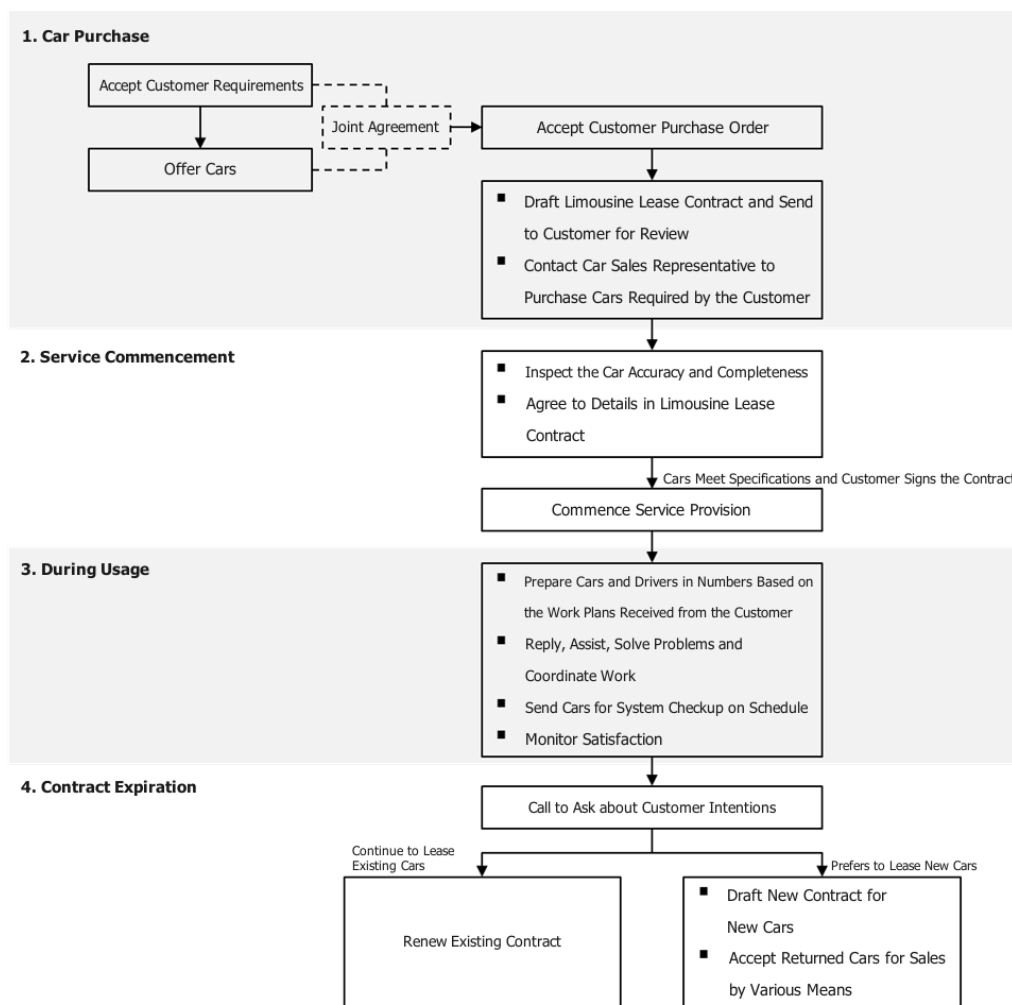 1. Car Purchase
Accept Customer Requirements
Joint Agreement
Accept Customer Purchase Order
Offer Cars
▪ Draft Limousine Lease Contract and Send
to Customer for Review
▪ Contact Car Sales Representative to
Purchase Cars Required by the Customer
2. Service Commencement
▪ Inspect the Car Accuracy and Completeness
▪ Agree to Details in Limousine Lease
Contract
Cars Meet Specifications and Customer Signs the Contract
Commence Service Provision
3. During Usage
▪ Prepare Cars and Drivers in Numbers Based on
the Work Plans Received from the Customer
▪ Reply, Assist, Solve Problems and
Coordinate Work
▪ Send Cars for System Checkup on Schedule
▪ Monitor Satisfaction
4. Contract Expiration
Call to Ask about Customer Intentions
Continue to Lease
Existing Cars
Prefers to Lease New Cars
Renew Existing Contract
▪ Draft New Contract for
New Cars
▪ Accept Returned Cars for Sales
by Various Means